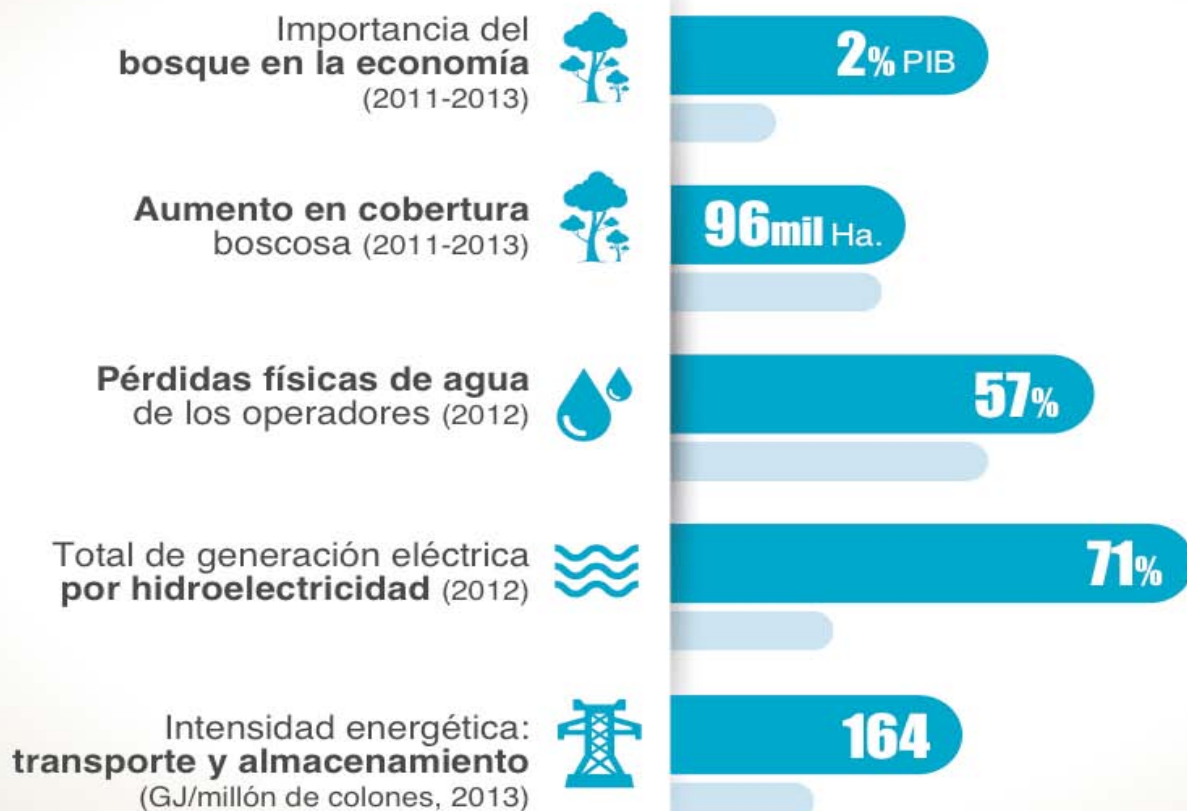 Importancia del
bosque en la economía
(2011-2013)
2% PIB
Aumento en cobertura
boscosa (2011-2013)
96mil Ha.
Pérdidas físicas de agua
de los operadores (2012)
57%
Total de generación eléctrica
por hidroelectricidad (2012)
71%
Intensidad energética:
transporte y almacenamiento
(GJ/millón de colones, 2013)
164